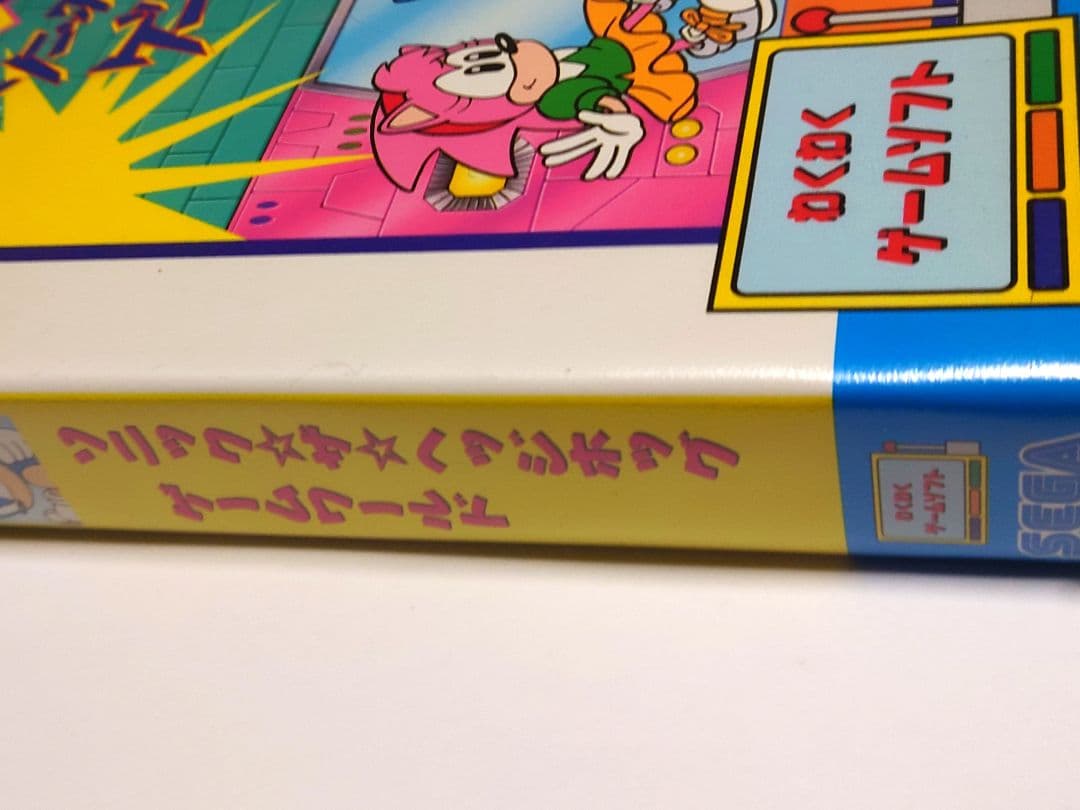 わくわく
ゲームソフト
ソニック☆ザ☆ヘッジホッグ
ゲームワールド
わくわく
ゲームソフト
SEGA